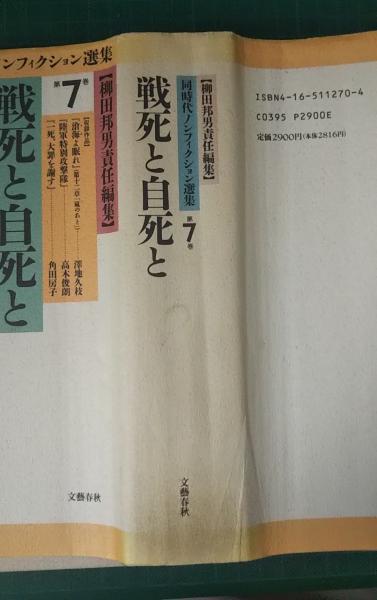 ノンフィクション選集
第7巻
【柳田邦男責任編集】
戦死と自死と
【収録作品】
『滄海よ眠れ』(第十二章「嵐のあと」)………澤地久枝
『陸軍特別攻撃隊』………高木俊朗
『一死、大罪を謝す』………角田房子
文藝春秋
【柳田邦男責任編集】
同時代ノンフィクション選集 第7巻
戦死と自死と
文藝春秋
ISBN4-16-511270-4
C0395 P2900E
定価2900円(本体2816円)